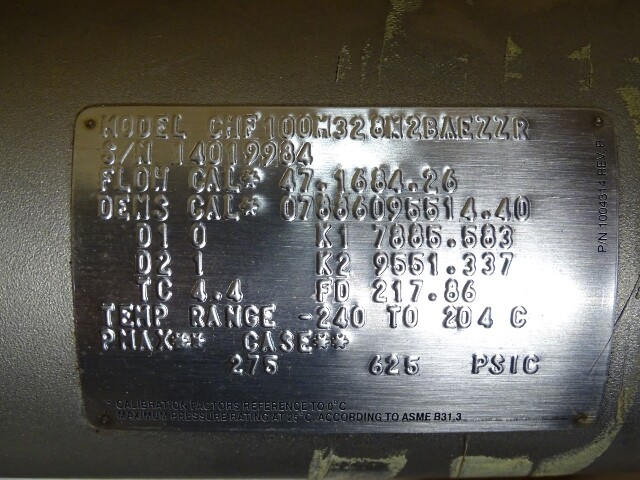 MODEL CMF100M328N2BAEZZR
S/N 14019984
FLOW CAL* 47.1684.26
DENS CAL* 07886095514.40
D1 0 K1 7885.583
D2 1 K2 9551.337
TC 4.4 FD 217.86
TEMP RANGE -240 TO 204 C
PMAX** CASE**
275 625 PSIG
* CALIBRATION FACTORS REFERENCE TO 0°C
MAXIMUM PRESSURE RATING AT 25°C, ACCORDING TO ASME B31.3
P/N 1004314 REV. B